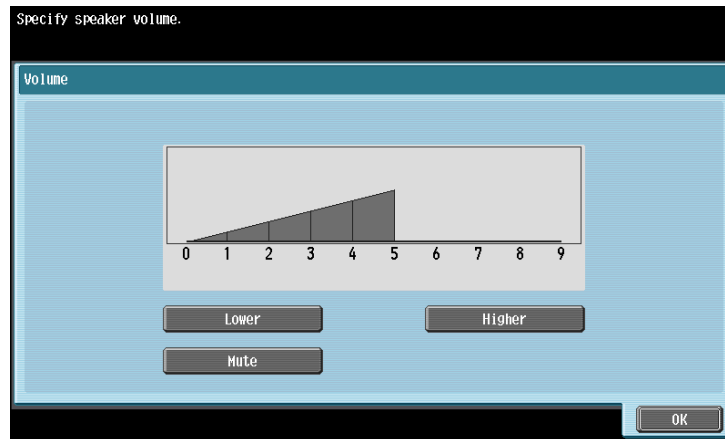 Specify speaker volume.
Volume
0 1 2 3 4 5 6 7 8 9
Lower Higher
Mute
OK